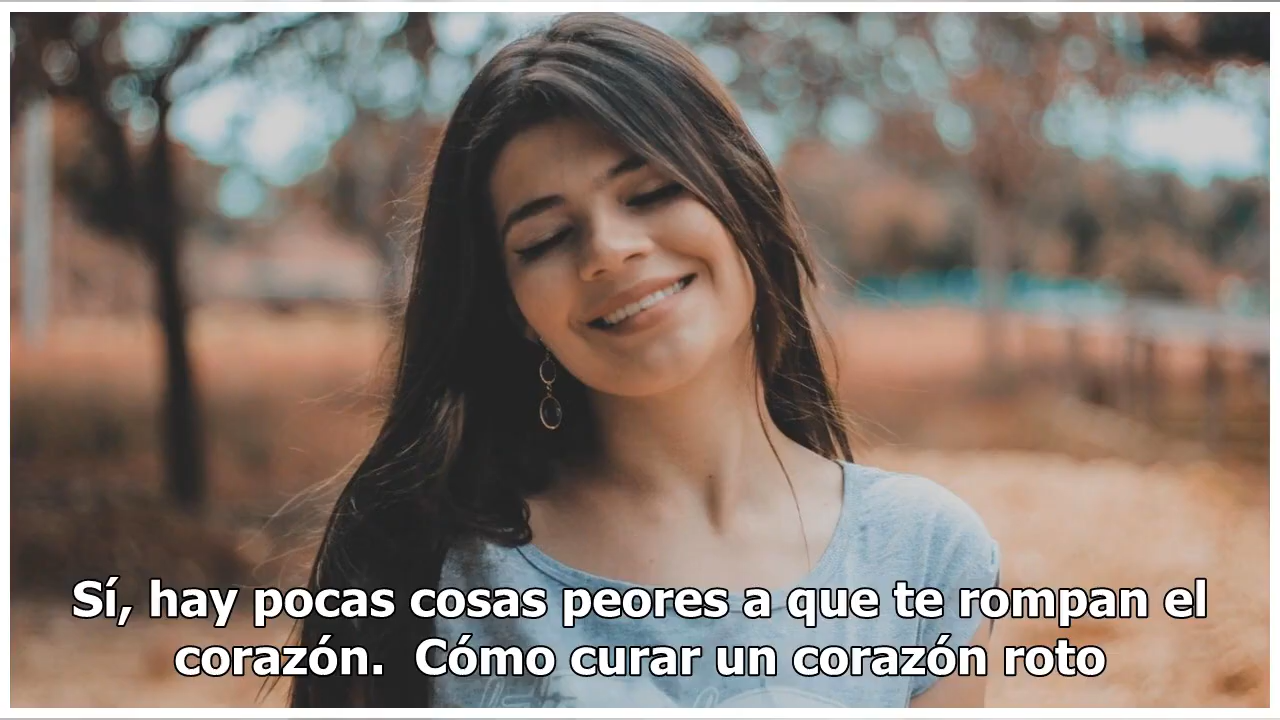 Sí, hay pocas cosas peores a que te rompan el
corazón.  Cómo curar un corazón roto